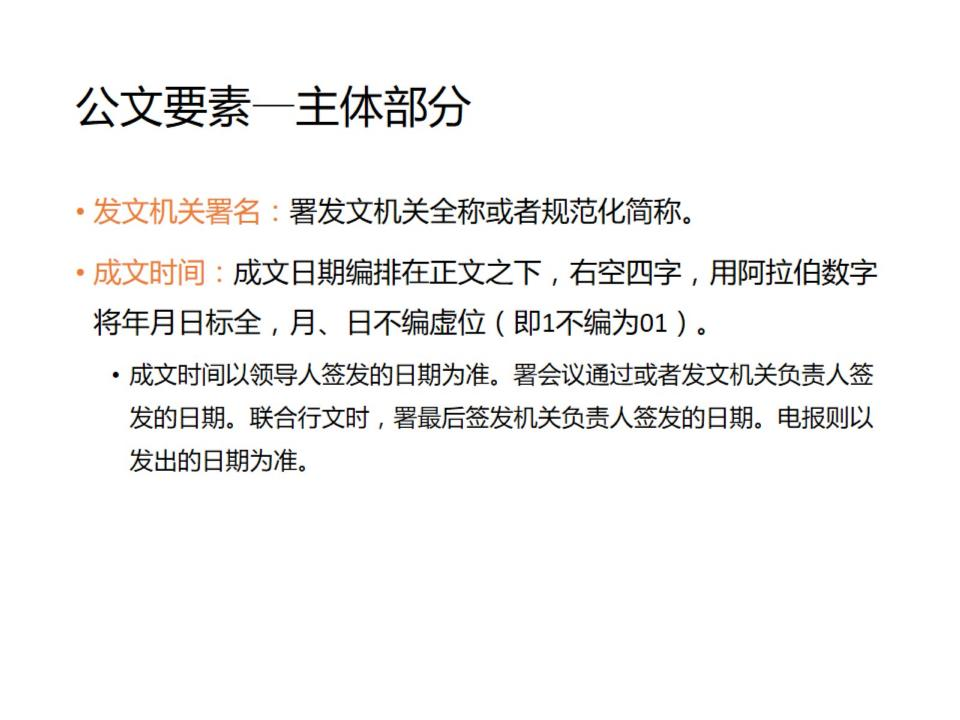 公文要素—主体部分
• 发文机关署名：署发文机关全称或者规范化简称。
• 成文时间：成文日期编排在正文之下，右空四字，用阿拉伯数字
将年月日标全，月、日不编虚位（即1不编为01）。
• 成文时间以领导人签发的日期为准。署会议通过或者发文机关负责人签
发的日期。联合行文时，署最后签发机关负责人签发的日期。电报则以
发出的日期为准。